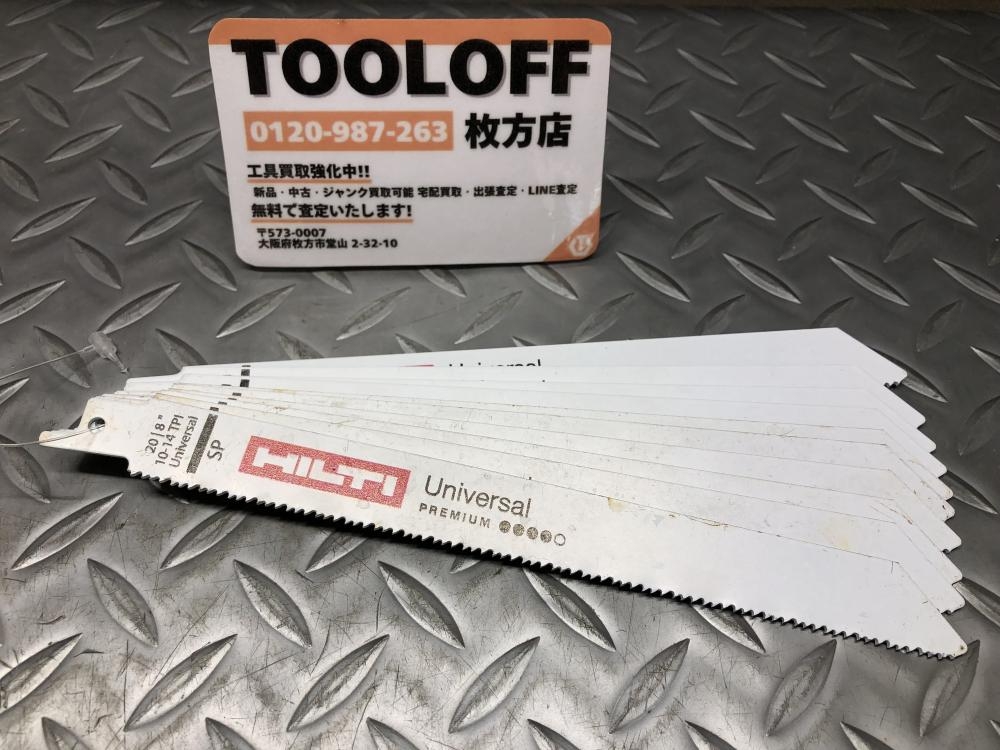 TOOLOFF
0120-987-263 枚方店
工具買取強化中!!
新品・中古・ジャンク買取可能 宅配買取・出張査定・LINE査定
無料で査定いたします!
〒573-0007
大阪府枚方市堂山 2-32-10
Universal
20 | 8"
10-14 TPI
Universal
SP
HILTI
Universal
PREMIUM